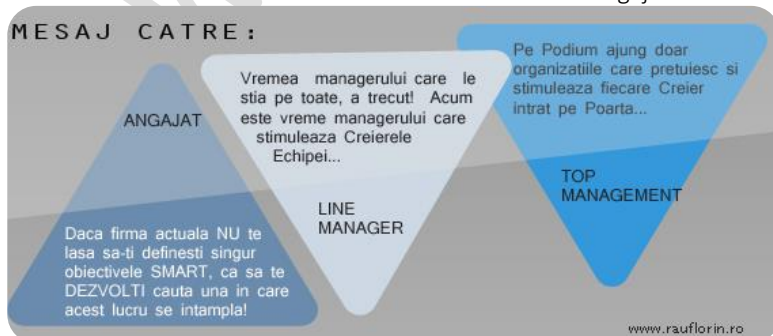 MESAJ CATRE:
ANGAJAT
Daca firma actuala NU te
lasa sa-ti definesti singur
obiectivele SMART, ca sa te
DEZVOLTI cauta una in care
acest lucru se intampla!
Vremea managerului care le
stia pe toate, a trecut! Acum
este vreme managerului care
stimuleaza Creierele
Echipei...
LINE
MANAGER
Pe Podium ajung doar
organizatiile care pretuiesc si
stimuleaza fiecare Creier
intrat pe Poarta...
TOP
MANAGEMENT
www.rauflorin.ro